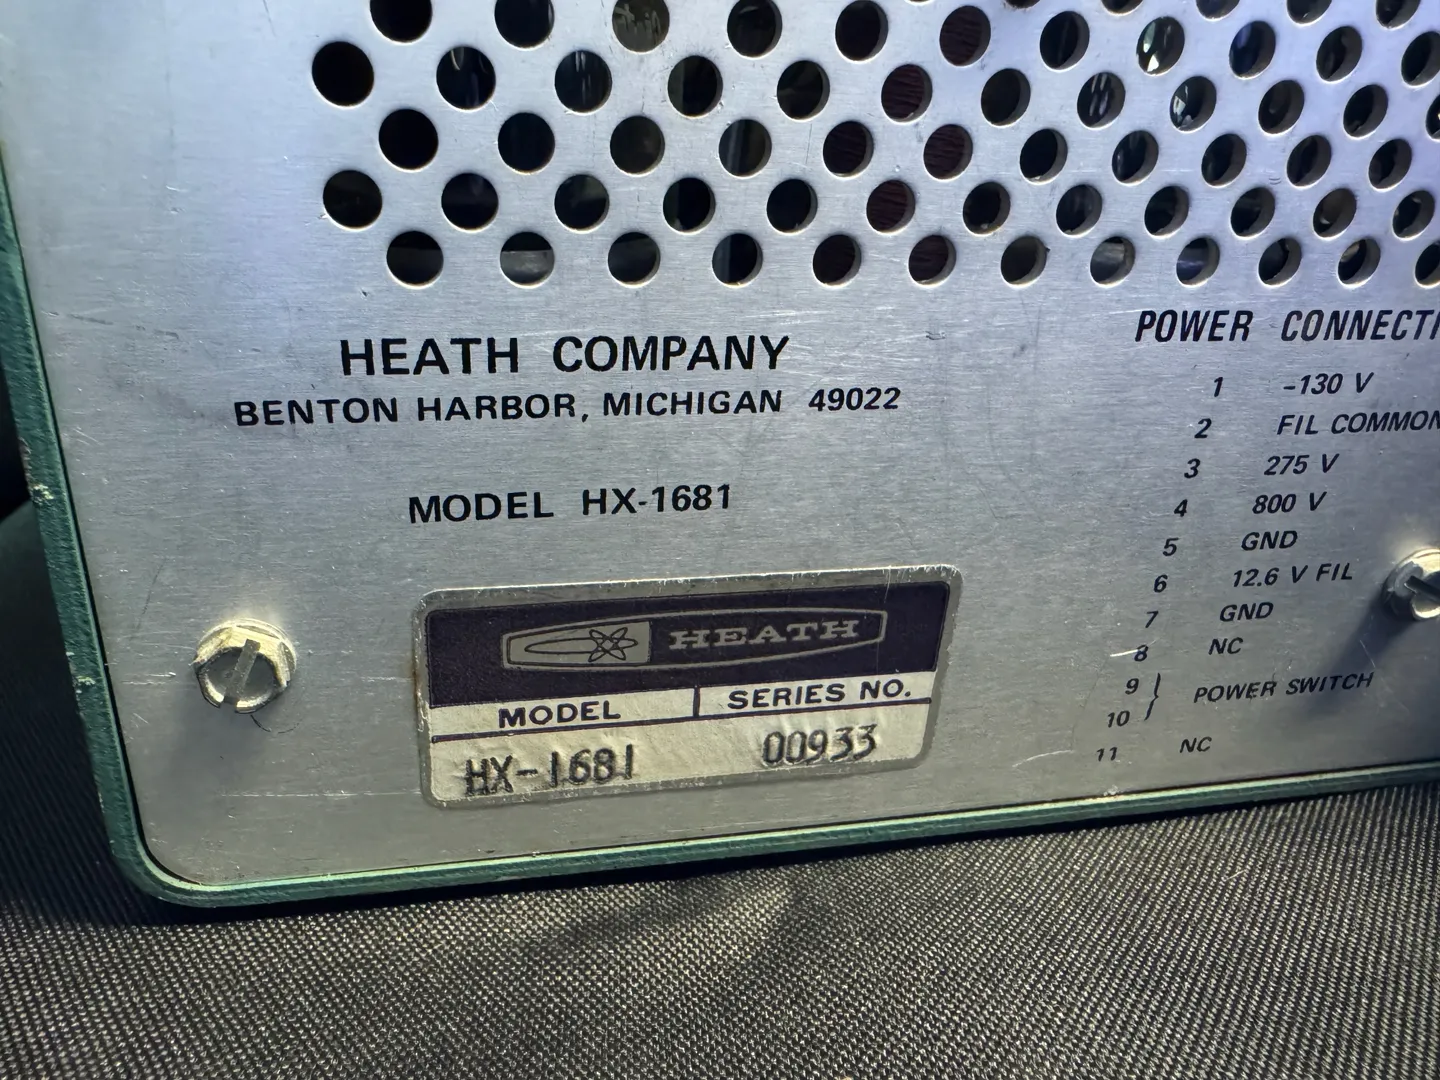 HEATH COMPANY
BENTON HARBOR, MICHIGAN 49022
MODEL HX-1681
HEATH
MODEL SERIES NO.
HX-1681 00933
POWER CONNECTI
1 -130 V
2 FIL COMMON
3 275 V
4 800 V
5 GND
6 12.6 V FIL
7 GND
8 NC
9 } POWER SWITCH
10
11 NC